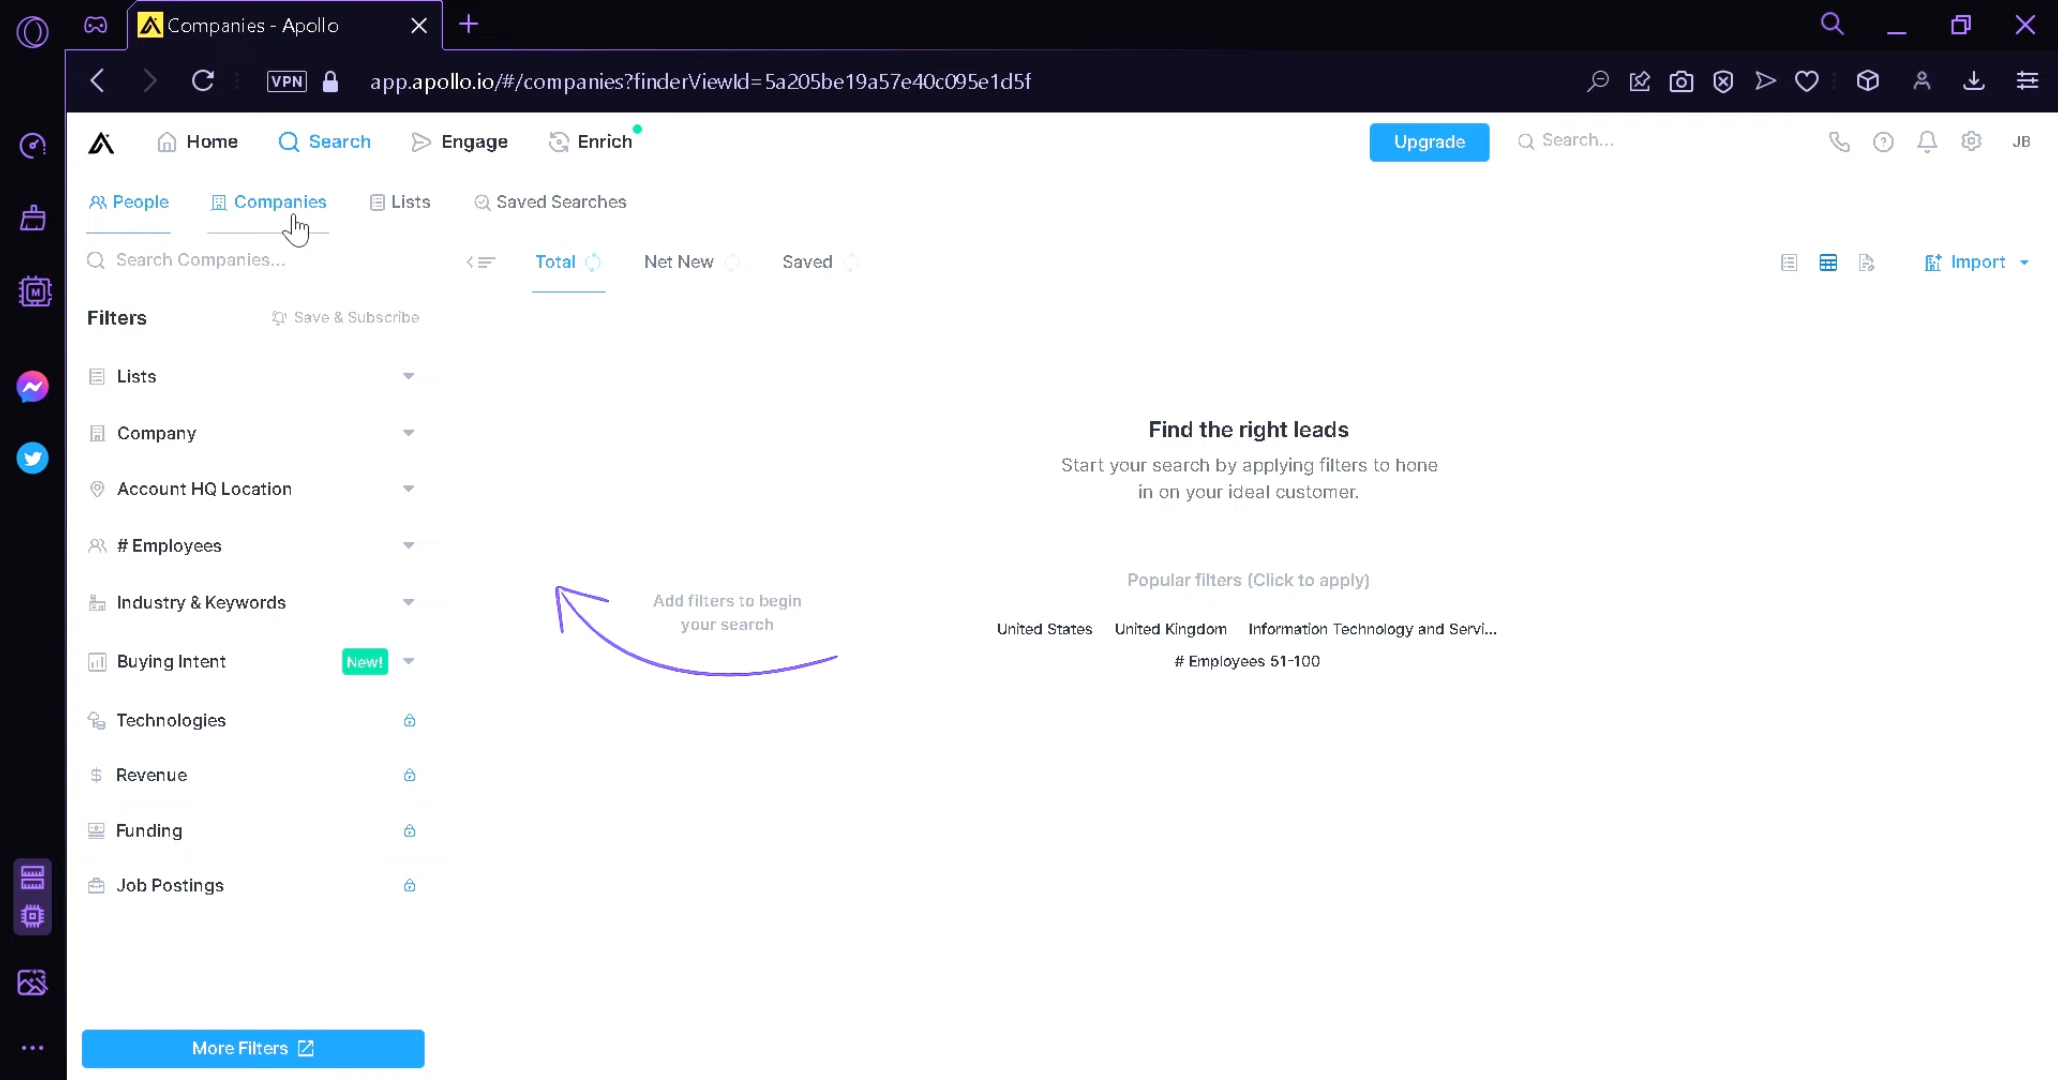 Companies - Apollo
VPN
app.apollo.io/#/companies?finderViewId=5a205be19a57e40c095e1d5f
Home
Search
Engage
Enrich
Upgrade
Search...
JB
People
Companies
Lists
Saved Searches
Search Companies...
Total
Net New
Saved
Import
Filters
Save & Subscribe
Lists
Company
Account HQ Location
# Employees
Industry & Keywords
Buying Intent
New!
Technologies
$ Revenue
Funding
Job Postings
More Filters
Find the right leads
Start your search by applying filters to hone
in on your ideal customer.
Popular filters (Click to apply)
Add filters to begin
your search
United States
United Kingdom
Information Technology and Servi...
# Employees 51-100
M